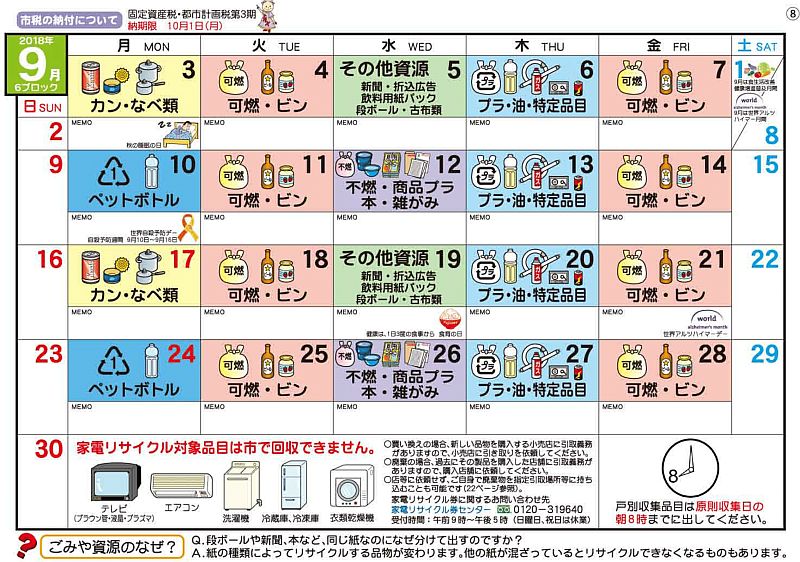 市税の納付について
固定資産税・都市計画税第3期
納期限 10月1日(月)
⑧
2018年
9月
6ブロック
日 SUN
月 MON
火 TUE
水 WED
木 THU
金 FRI
土 SAT
3
カン・なべ類
4
可燃
可燃・ビン
その他資源 5
新聞・折込広告
飲料用紙パック
段ボール・古布類
6
プラ
プラ・油・特定品目
7
可燃
可燃・ビン
1
9月は食生活改善
健康増進普及月間
world
alzheimer's month
9月は世界アルツ
ハイマー月間
2
MEMO
秋の睡眠の日
MEMO
MEMO
MEMO
MEMO
8
9
10
1
ペットボトル
11
可燃
可燃・ビン
12
不燃
不燃・商品プラ
本・雑がみ
13
プラ
プラ・油・特定品目
14
可燃
可燃・ビン
15
MEMO
世界自殺予防デー
自殺予防週間 9月10日~9月16日
MEMO
MEMO
MEMO
MEMO
16
17
カン・なべ類
18
可燃
可燃・ビン
その他資源 19
新聞・折込広告
飲料用紙パック
段ボール・古布類
20
プラ
プラ・油・特定品目
21
可燃
可燃・ビン
22
MEMO
MEMO
MEMO
健康は、1日3度の食事から 食育の日
MEMO
MEMO
world
alzheimer's month
世界アルツハイマーデー
23
24
1
ペットボトル
25
可燃
可燃・ビン
26
不燃
不燃・商品プラ
本・雑がみ
27
プラ
プラ・油・特定品目
28
可燃
可燃・ビン
29
MEMO
MEMO
MEMO
MEMO
MEMO
30
家電リサイクル対象品目は市で回収できません。
テレビ
(ブラウン管・液晶・プラズマ)
エアコン
洗濯機
冷蔵庫、冷凍庫
衣類乾燥機
○買い換えの場合、新しい品物を購入する小売店に引取義務
がありますので、小売店に引き取りを依頼してください。
○廃棄の場合、過去にその製品を購入した店舗に引取義務が
ありますので、購入店舗に依頼してください。
○店等に依頼せず、ご自身で廃棄物を指定引取場所等に持ち
込むことも可能です(22ページ参照)。
家電リサイクル券に関するお問い合わせ先
家電リサイクル券センター 0120-319640
受付時間:午前9時~午後5時(日曜日、祝日は休業)
8
戸別収集品目は原則収集日の
朝8時までに出してください。
ごみや資源のなぜ?
Q.段ボールや新聞、本など、同じ紙なのになぜ分けて出すのですか?
A.紙の種類によってリサイクルする品物が変わります。他の紙が混ざっているとリサイクルできなくなるものもあります。